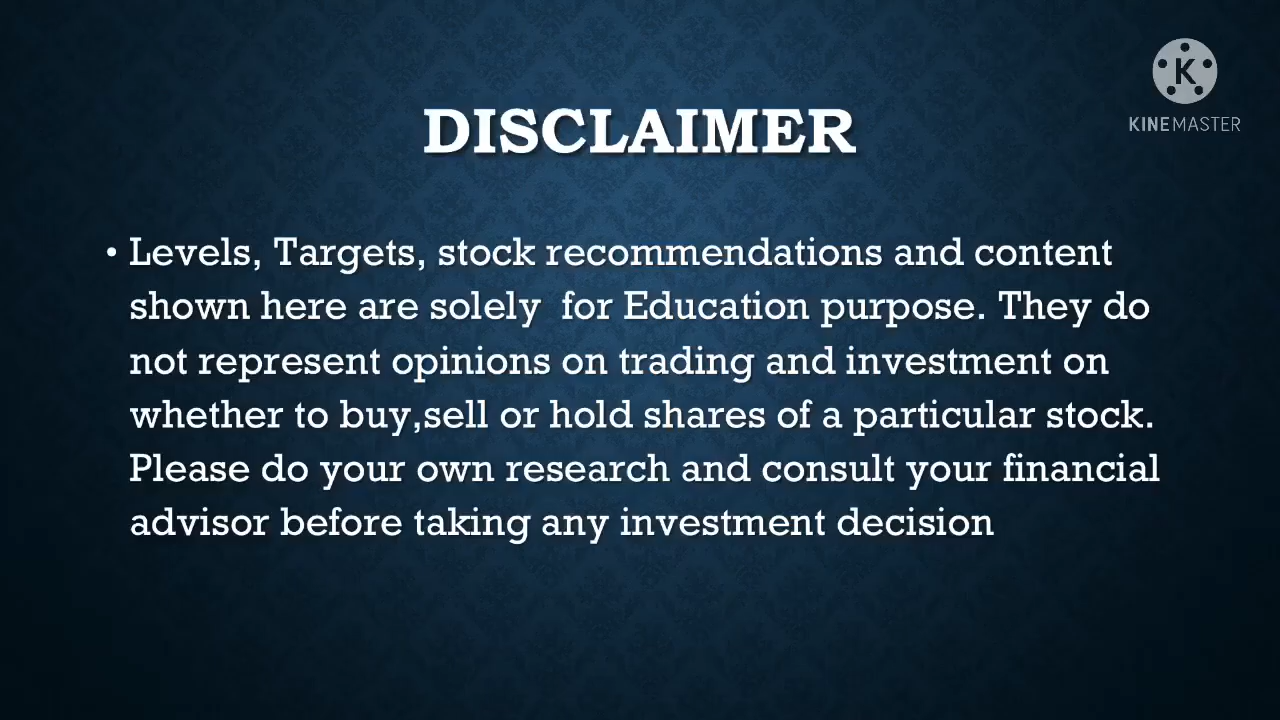 K
KINEMASTER
DISCLAIMER
• Levels, Targets, stock recommendations and content
shown here are solely  for Education purpose. They do
not represent opinions on trading and investment on
whether to buy,sell or hold shares of a particular stock.
Please do your own research and consult your financial
advisor before taking any investment decision